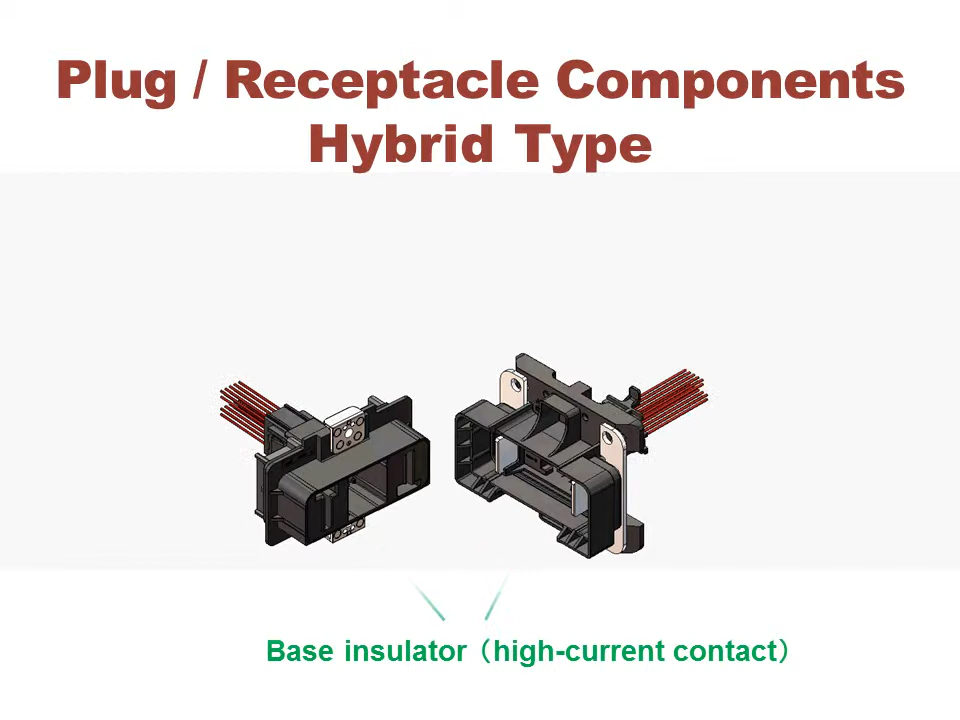 Plug / Receptacle Components
Hybrid Type
Base insulator（high-current contact）